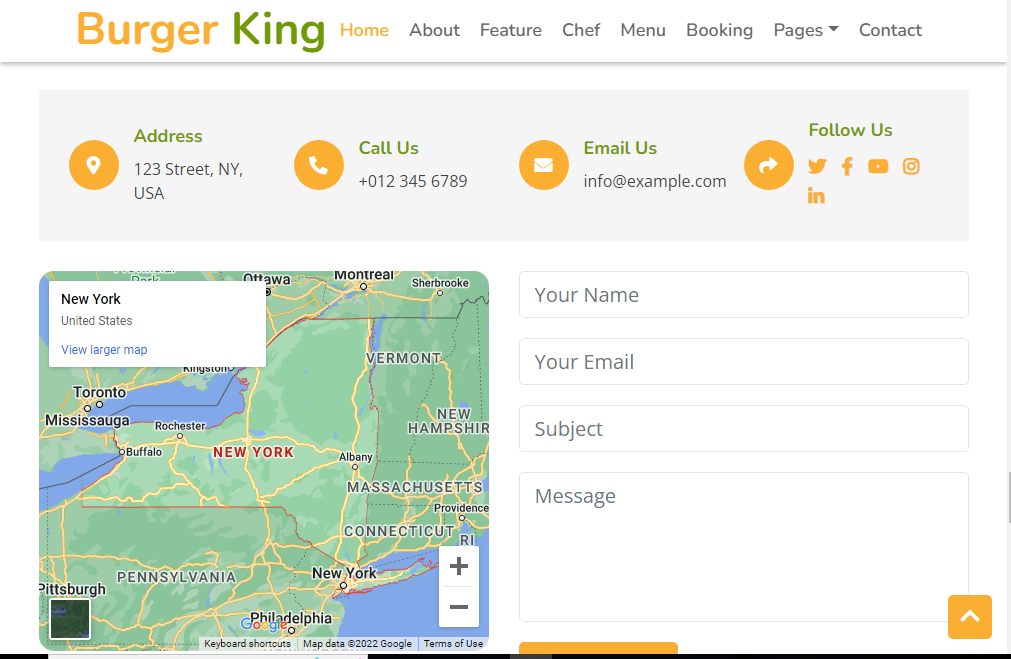 Burger King Home About Feature Chef Menu Booking Pages Contact
Address
123 Street, NY,
USA
Call Us
+012 345 6789
Email Us
info@example.com
Follow Us
New York
United States
View larger map
Ottawa
Montreal
Sherbrooke
VERMONT
Kingston
Toronto
Mississauga
Rochester
NEW
HAMPSHIR
Buffalo
NEW YORK
Albany
MASSACHUSETTS
Providence
CONNECTICUT
RI
PENNSYLVANIA
New York
Pittsburgh
Philadelphia
Google
Keyboard shortcuts Map data ©2022 Google Terms of Use
Your Name
Your Email
Subject
Message